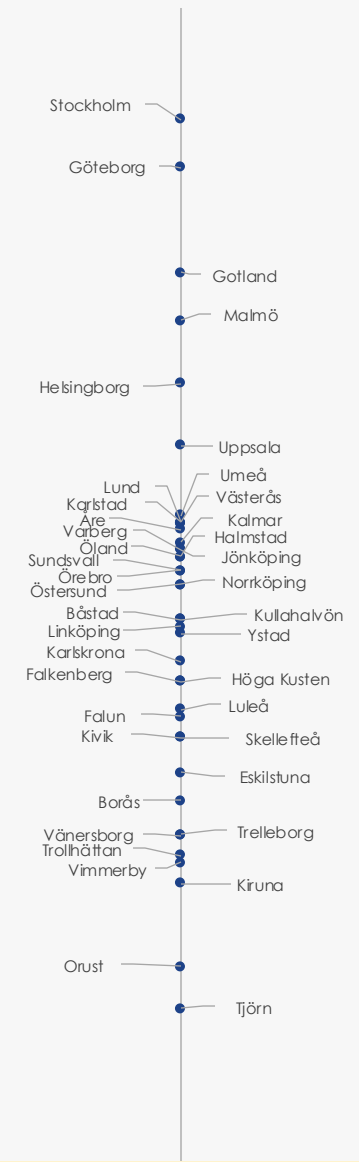 Stockholm
Göteborg
Gotland
Malmö
Helsingborg
Uppsala
Umeå
Lund
Västerås
Karlstad
Åre
Kalmar
Varberg
Halmstad
Öland
Jönköping
Sundsvall
Örebro
Norrköping
Östersund
Båstad
Kullahalvön
Linköping
Ystad
Karlskrona
Falkenberg
Höga Kusten
Luleå
Falun
Kivik
Skellefteå
Eskilstuna
Borås
Trelleborg
Vänersborg
Trollhättan
Vimmerby
Kiruna
Orust
Tjörn